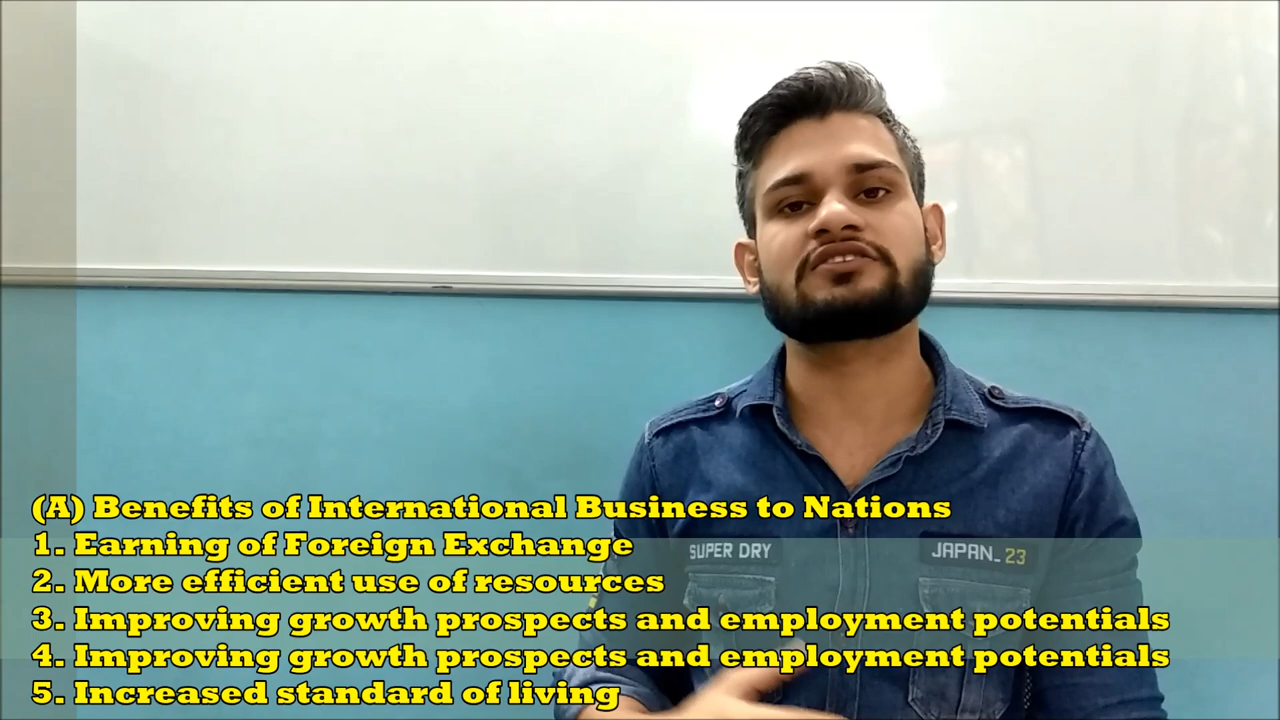 (A) Benefits of International Business to Nations
1. Earning of Foreign Exchange
SUPER DRY
JAPAN_23
2. More efficient use of resources
3. Improving growth prospects and employment potentials
4. Improving growth prospects and employment potentials
5. Increased standard of living